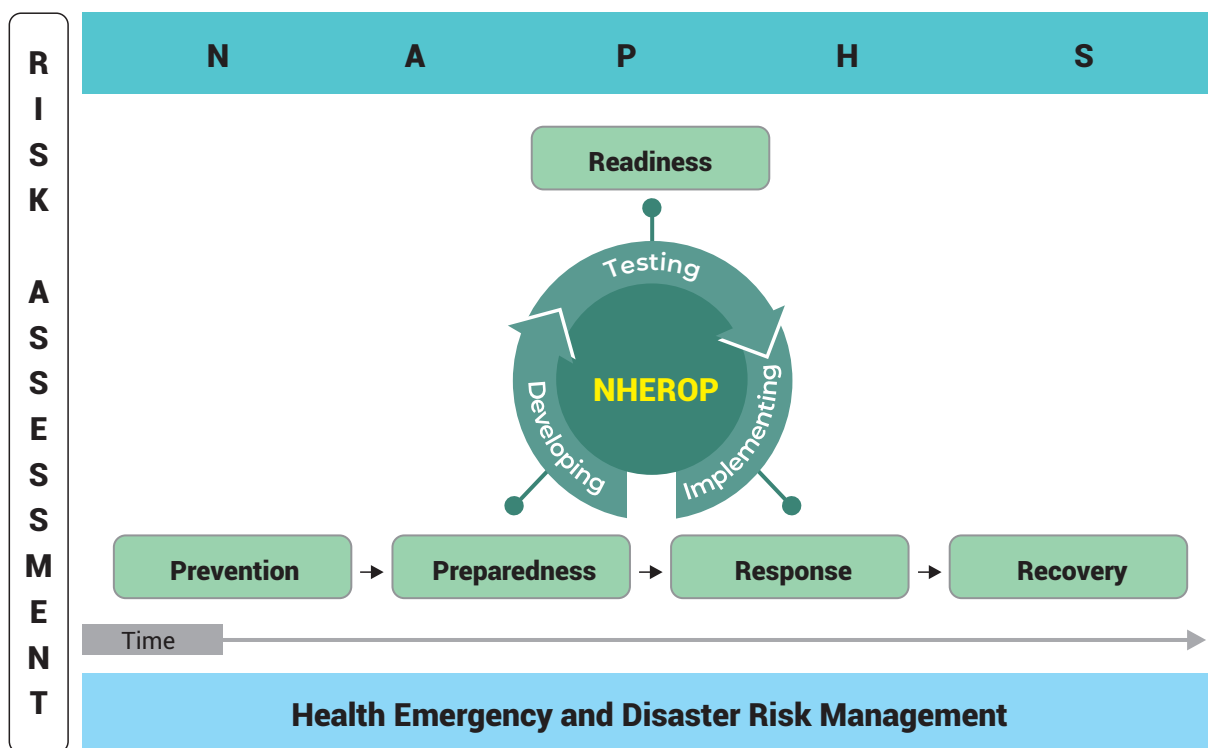 RISK ASSESSMENT
N A P H S
Readiness
Testing
NHEROP
Developing
Implementing
Prevention
Preparedness
Response
Recovery
Time
Health Emergency and Disaster Risk Management